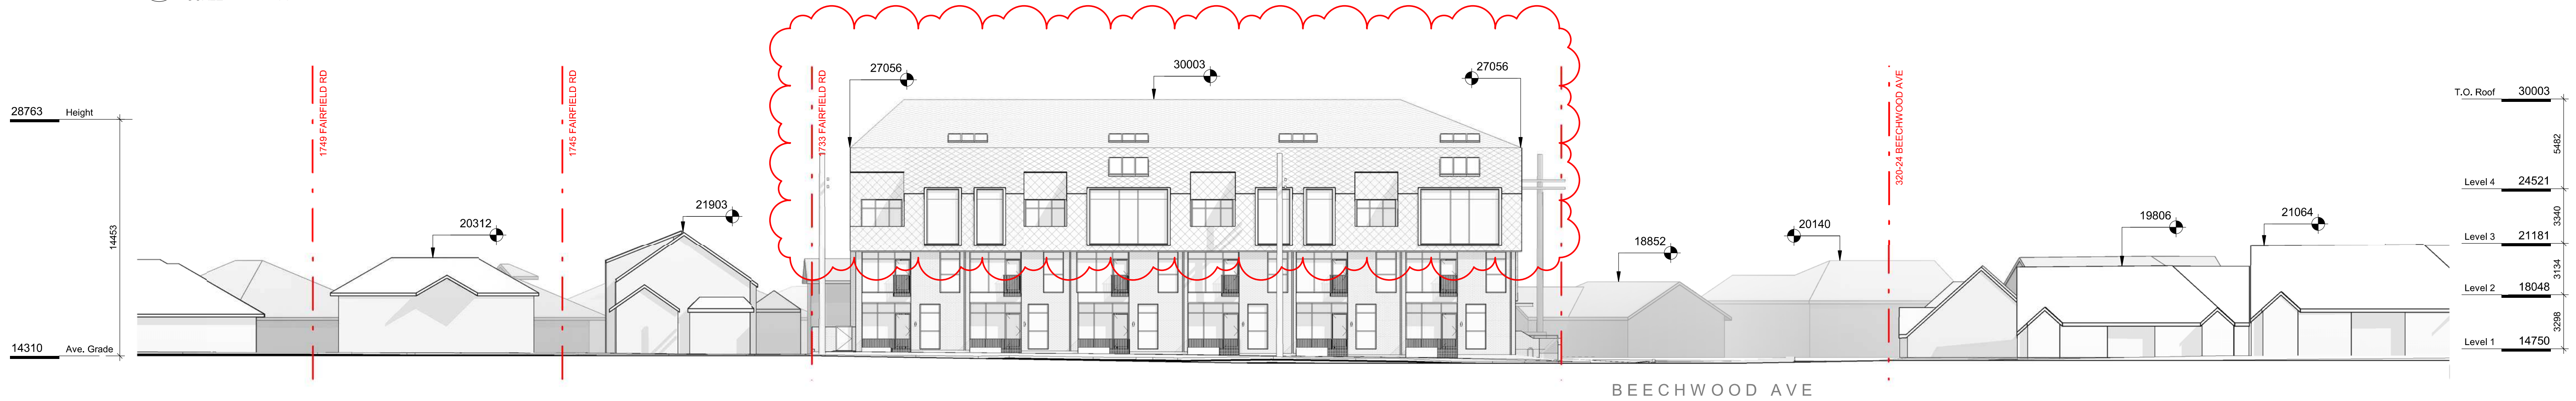 27056
30003
27056
28763 Height
1749 FAIRFIELD RD
1745 FAIRFIELD RD
1733 FAIRFIELD RD
320-24 BEECHWOOD AVE
T.O. Roof 30003
5482
Level 4 24521
3340
21903
20312
14453
18852
20140
19806
21064
Level 3 21181
3134
Level 2 18048
3298
14310 Ave. Grade
Level 1 14750
BEECHWOOD AVE